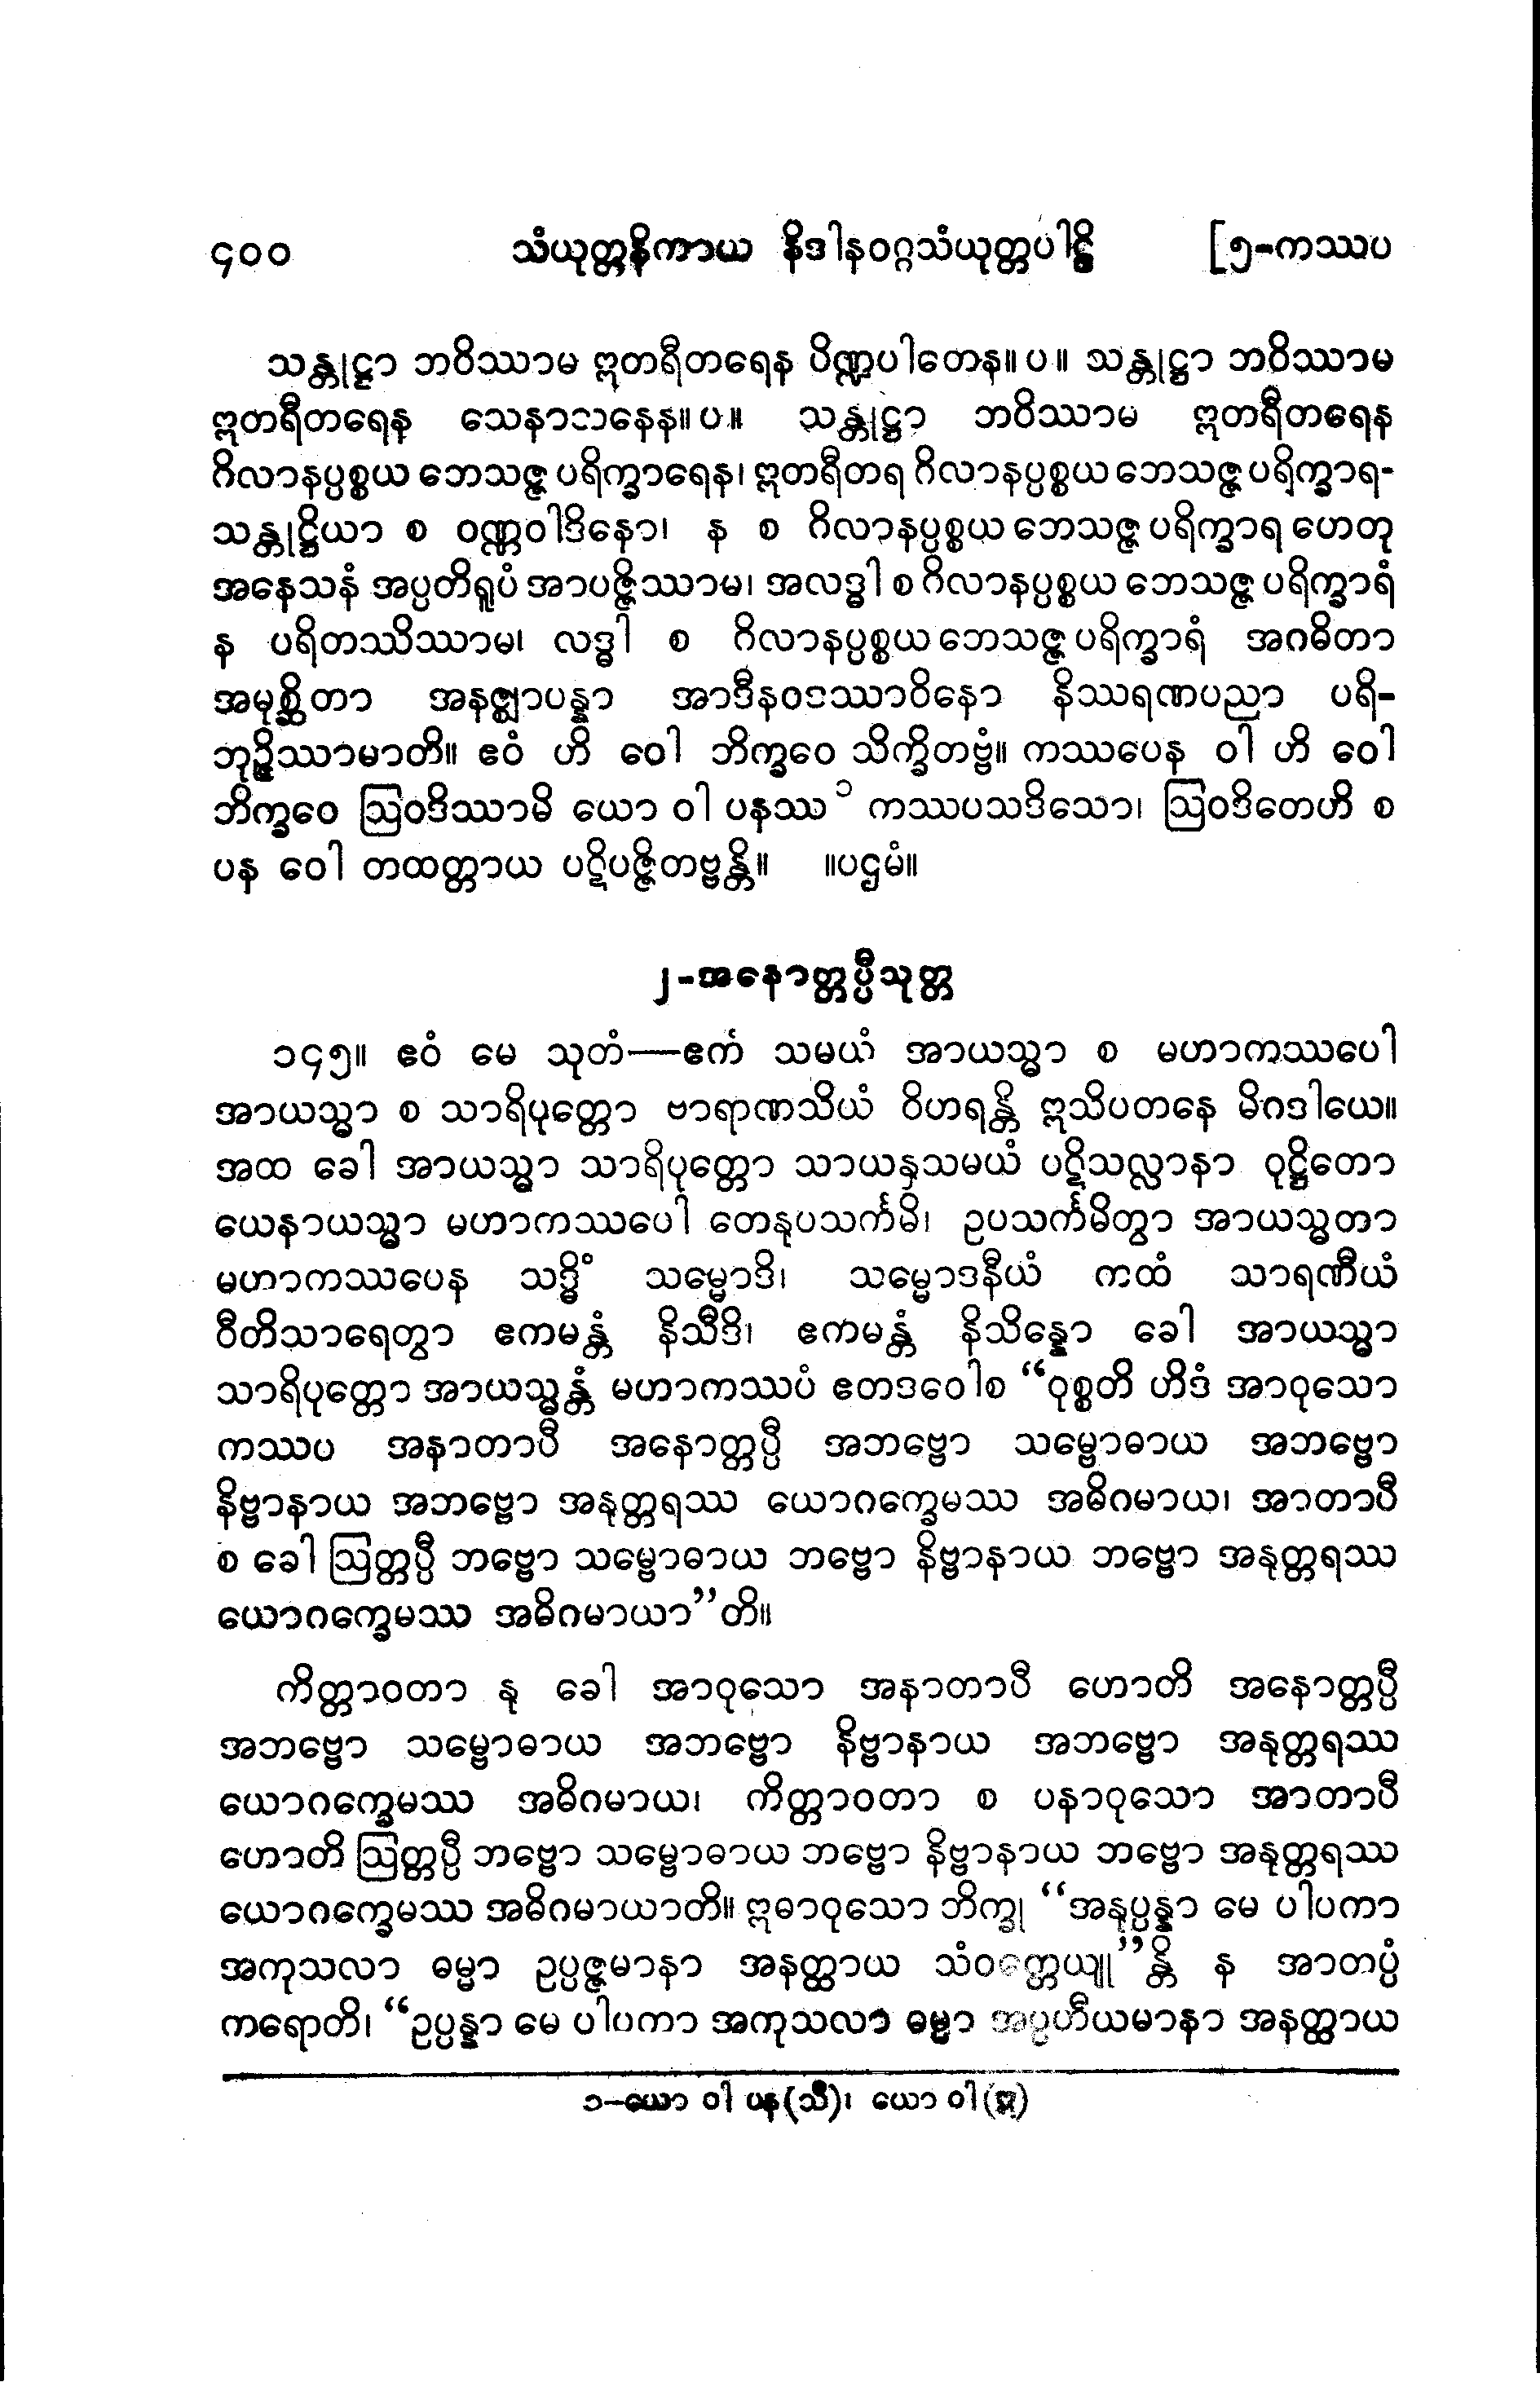 ၄၀၀ သံယုတ္တနိကာယ နိဒါနဝဂ္ဂသံယုတ္တပါဠိ [၅-ကဿပ
သန္တုဋ္ဌာ ဘဝိဿာမ ဣတရီတရေန ပိဏ္ဍပါတေန။ပ။ သန္တုဋ္ဌာ ဘဝိဿာမ
ဣတရီတရေန သေနာသနေန။ပ။ သန္တုဋ္ဌာ ဘဝိဿာမ ဣတရီတရေန
ဂိလာနပ္ပစ္စယ ဘေသဇ္ဇ ပရိက္ခာရေန၊ ဣတရီတရ ဂိလာနပ္ပစ္စယ ဘေသဇ္ဇ ပရိက္ခာရ-
သန္တုဋ္ဌိယာ စ ဝဏ္ဏဝါဒိနော၊ န စ ဂိလာနပ္ပစ္စယ ဘေသဇ္ဇ ပရိက္ခာရ ဟေတု
အနေသနံ အပ္ပတိရူပံ အာပဇ္ဇိဿာမ၊ အလဒ္ဓါ စ ဂိလာနပ္ပစ္စယ ဘေသဇ္ဇ ပရိက္ခာရံ
န ပရိတဿိဿာမ၊ လဒ္ဓါ စ ဂိလာနပ္ပစ္စယ ဘေသဇ္ဇ ပရိက္ခာရံ အဂဓိတာ
အမုစ္ဆိတာ အနဇ္ဈာပန္နာ အာဒီနဝဒဿာဝိနော နိဿရဏပညာ ပရိ-
ဘုဉ္ဇိဿာမာတိ။ ဧဝံ ဟိ ဝေါ ဘိက္ခဝေ သိက္ခိတဗ္ဗံ။ ကဿပေန ဝါ ဟိ ဝေါ
ဘိက္ခဝေ ဩဝဒိဿာမိ ယော ဝါ ပနဿ ၁ ကဿပသဒိသော၊ ဩဝဒိတေဟိ စ
ပန ဝေါ တထတ္တာယ ပဋိပဇ္ဇိတဗ္ဗန္တိ။ ။ပဌမံ။
၂-အနောတ္တပ္ပီသုတ္တ
၁၄၅။ ဧဝံ မေ သုတံ—ဧကံ သမယံ အာယသ္မာ စ မဟာကဿပေါ
အာယသ္မာ စ သာရိပုတ္တော ဗာရာဏသိယံ ဝိဟရန္တိ ဣသိပတနေ မိဂဒါယေ။
အထ ခေါ အာယသ္မာ သာရိပုတ္တော သာယနှသမယံ ပဋိသလ္လာနာ ဝုဋ္ဌိတော
ယေနာယသ္မာ မဟာကဿပေါ တေနုပသင်္ကမိ၊ ဥပသင်္ကမိတွာ အာယသ္မတာ
မဟာကဿပေန သဒ္ဓိံ သမ္မောဒိ၊ သမ္မောဒနီယံ ကထံ သာရဏီယံ
ဝီတိသာရေတွာ ဧကမန္တံ နိသီဒိ၊ ဧကမန္တံ နိသိန္နော ခေါ အာယသ္မာ
သာရိပုတ္တော အာယသ္မန္တံ မဟာကဿပံ ဧတဒဝေါစ “ဝုစ္စတိ ဟိဒံ အာဝုသော
ကဿပ အနာတာပီ အနောတ္တပ္ပီ အဘဗ္ဗော သမ္ဗောဓာယ အဘဗ္ဗော
နိဗ္ဗာနာယ အဘဗ္ဗော အနုတ္တရဿ ယောဂက္ခေမဿ အဓိဂမာယ၊ အာတာပီ
စ ခေါ ဩတ္တပ္ပီ ဘဗ္ဗော သမ္ဗောဓာယ ဘဗ္ဗော နိဗ္ဗာနာယ ဘဗ္ဗော အနုတ္တရဿ
ယောဂက္ခေမဿ အဓိဂမာယာ”တိ။
ကိတ္တာဝတာ နု ခေါ အာဝုသော အနာတာပီ ဟောတိ အနောတ္တပ္ပီ
အဘဗ္ဗော သမ္ဗောဓာယ အဘဗ္ဗော နိဗ္ဗာနာယ အဘဗ္ဗော အနုတ္တရဿ
ယောဂက္ခေမဿ အဓိဂမာယ၊ ကိတ္တာဝတာ စ ပနာဝုသော အာတာပီ
ဟောတိ ဩတ္တပ္ပီ ဘဗ္ဗော သမ္ဗောဓာယ ဘဗ္ဗော နိဗ္ဗာနာယ ဘဗ္ဗော အနုတ္တရဿ
ယောဂက္ခေမဿ အဓိဂမာယာတိ။ ဣဓာဝုသော ဘိက္ခု “အနုပ္ပန္နာ မေ ပါပကာ
အကုသလာ ဓမ္မာ ဥပ္ပဇ္ဇမာနာ အနတ္ထာယ သံဝတ္တေယျု”န္တိ န အာတပ္ပံ
ကရောတိ၊ “ဥပ္ပန္နာ မေ ပါပကာ အကုသလာ ဓမ္မာ အပ္ပဟီယမာနာ အနတ္ထာယ
၁–ယော ဝါ ပန(သီ)၊ ယော ဝါ(ဣ)